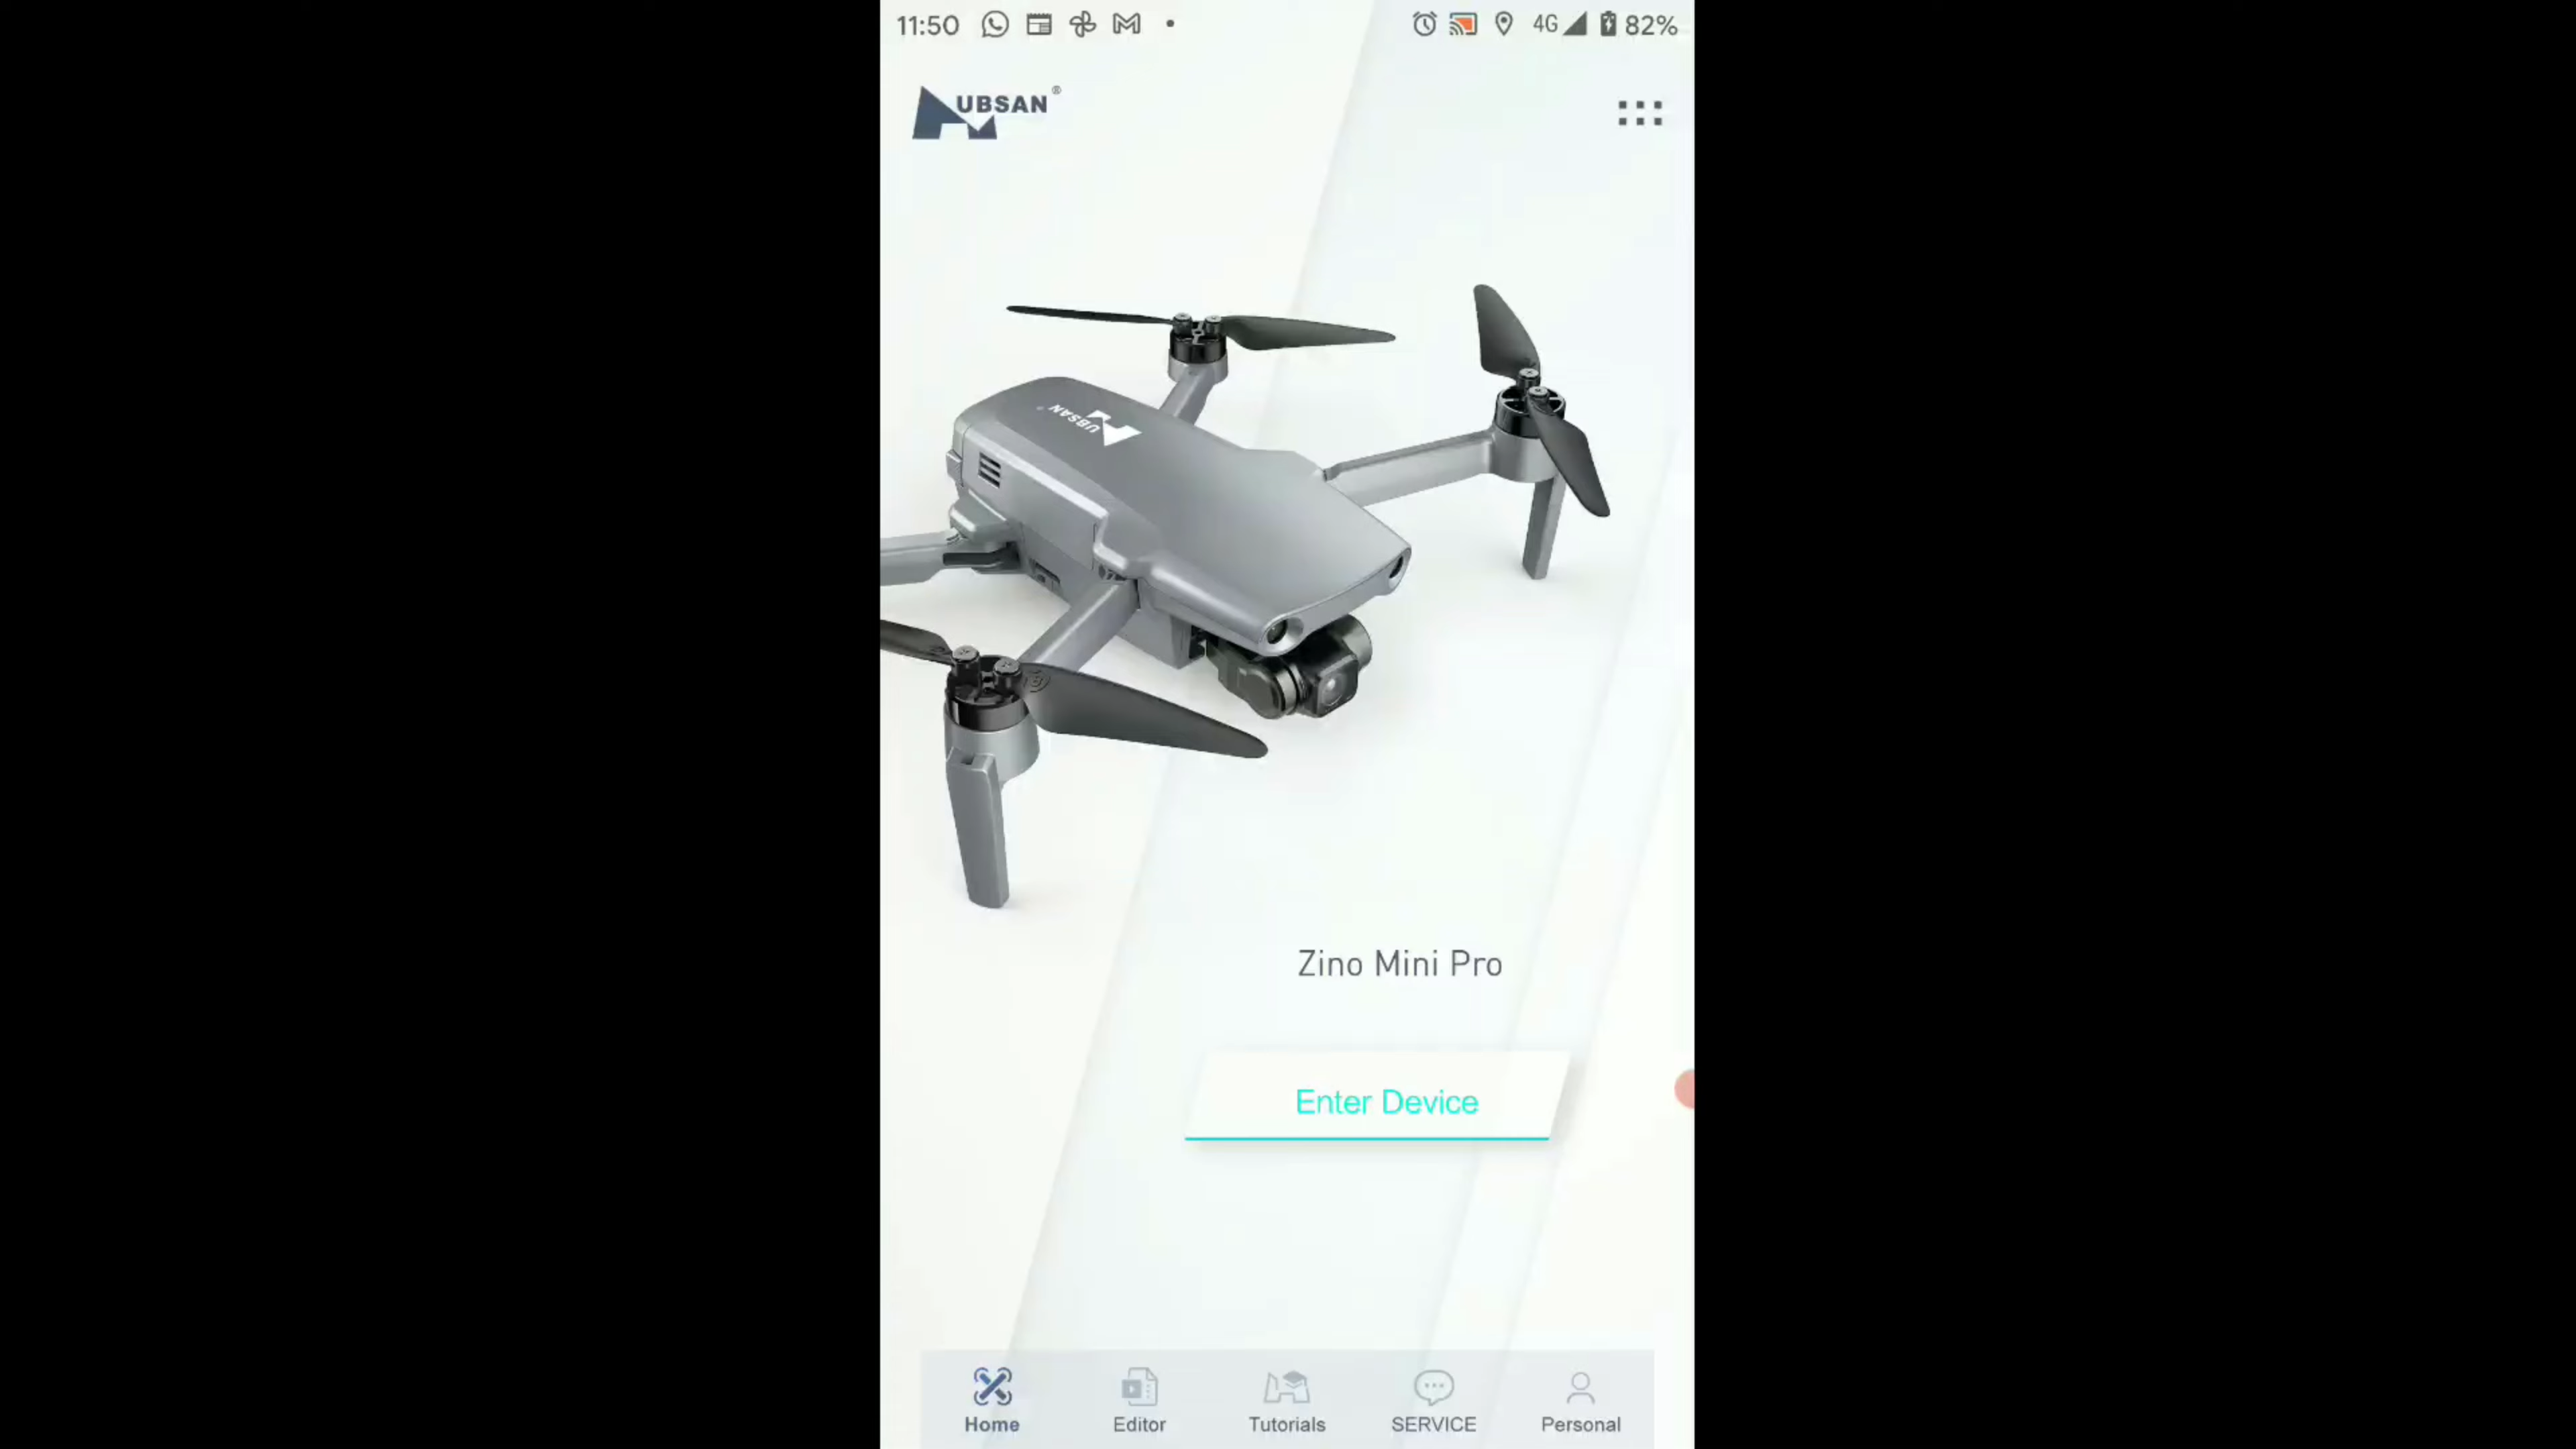 11:50 4G 82%
UBSAN®
UBSAN
Zino Mini Pro
Enter Device
Home Editor Tutorials SERVICE Personal